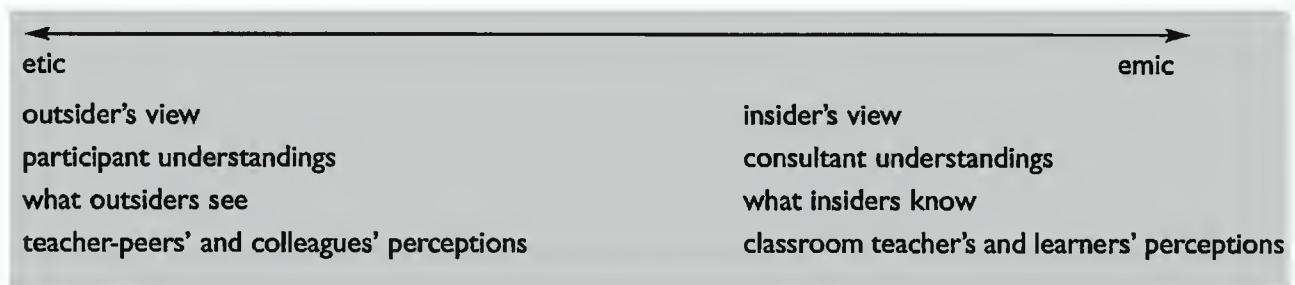 etic emic
outsider's view insider's view
participant understandings consultant understandings
what outsiders see what insiders know
teacher-peers' and colleagues' perceptions classroom teacher's and learners' perceptions